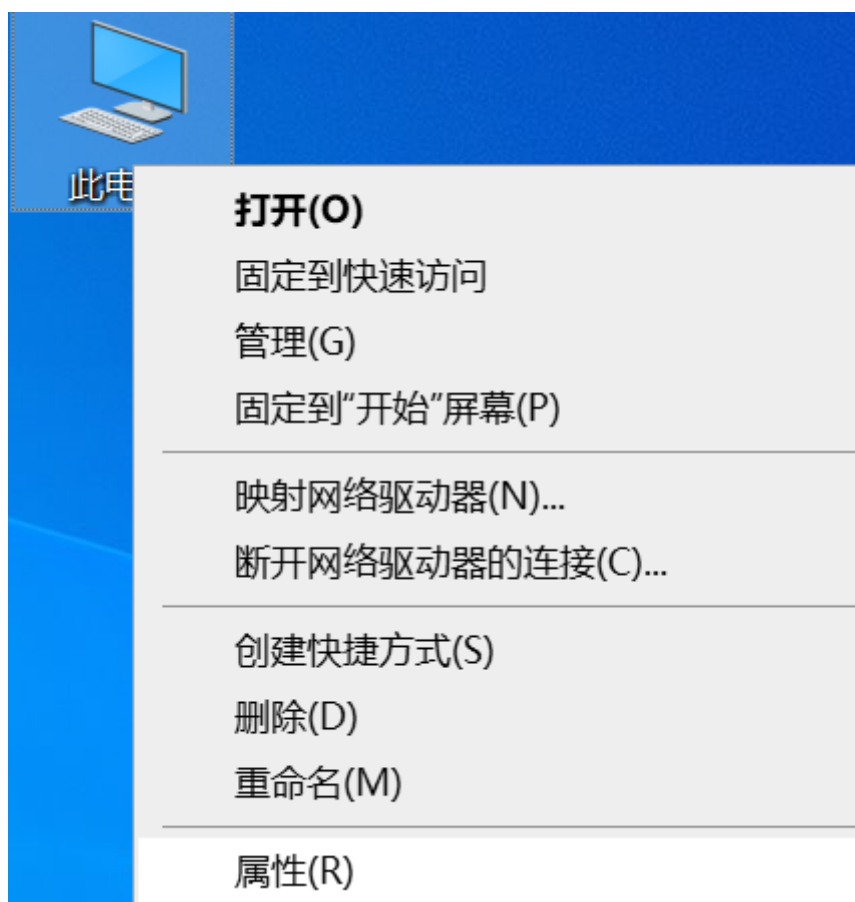 此电
打开(O)
固定到快速访问
管理(G)
固定到"开始"屏幕(P)
映射网络驱动器(N)...
断开网络驱动器的连接(C)...
创建快捷方式(S)
删除(D)
重命名(M)
属性(R)